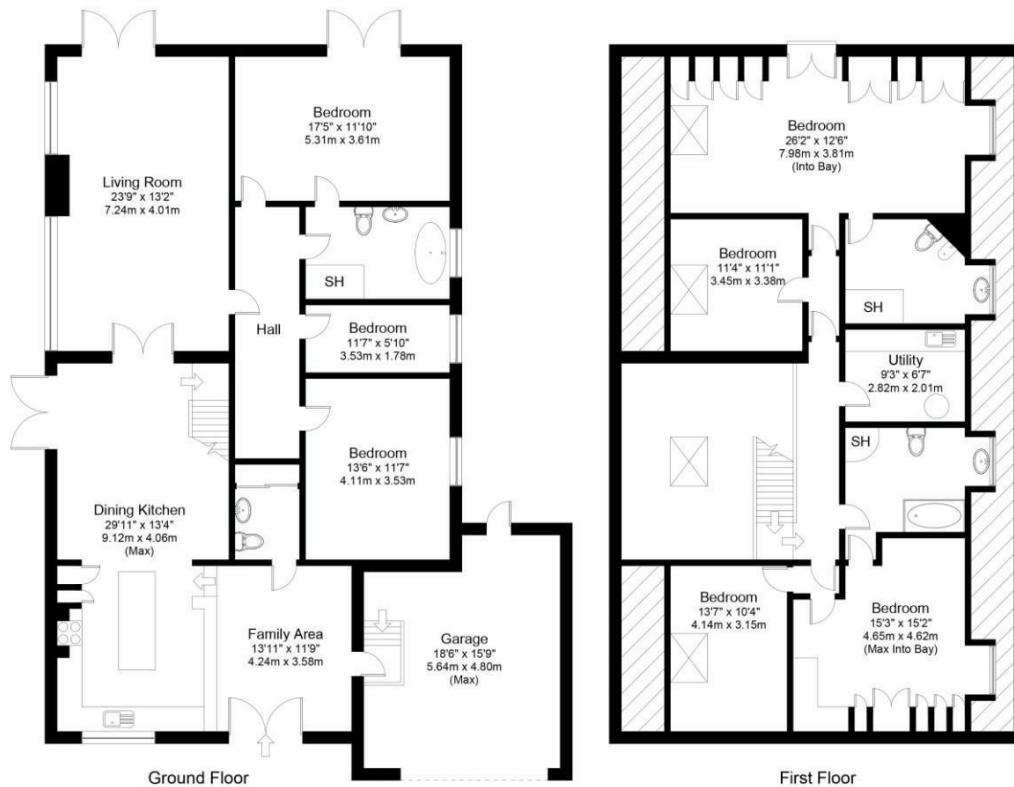 Living Room
23'9" x 13'2"
7.24m x 4.01m
Bedroom
17'5" x 11'10"
5.31m x 3.61m
SH
Hall
Bedroom
11'7" x 5'10"
3.53m x 1.78m
Bedroom
13'6" x 11'7"
4.11m x 3.53m
Dining Kitchen
29'11" x 13'4"
9.12m x 4.06m
(Max)
Family Area
13'11" x 11'9"
4.24m x 3.58m
Garage
18'6" x 15'9"
5.64m x 4.80m
(Max)
Ground Floor
Bedroom
26'2" x 12'6"
7.98m x 3.81m
(Into Bay)
Bedroom
11'4" x 11'1"
3.45m x 3.38m
SH
Utility
9'3" x 6'7"
2.82m x 2.01m
SH
Bedroom
13'7" x 10'4"
4.14m x 3.15m
Bedroom
15'3" x 15'2"
4.65m x 4.62m
(Max Into Bay)
First Floor